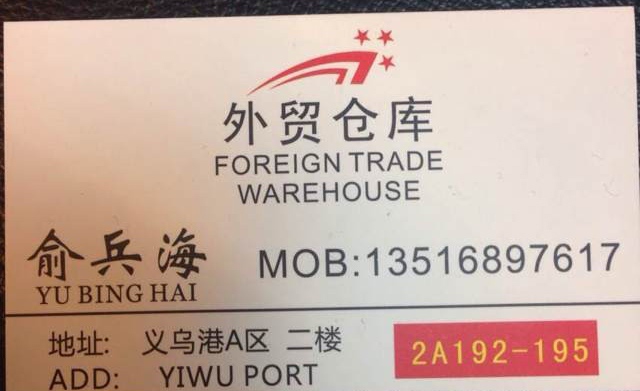 外贸仓库
FOREIGN TRADE
WAREHOUSE
俞兵海
YU BING HAI
MOB:13516897617
地址: 义乌港A区 二楼
ADD: YIWU PORT
2A192-195